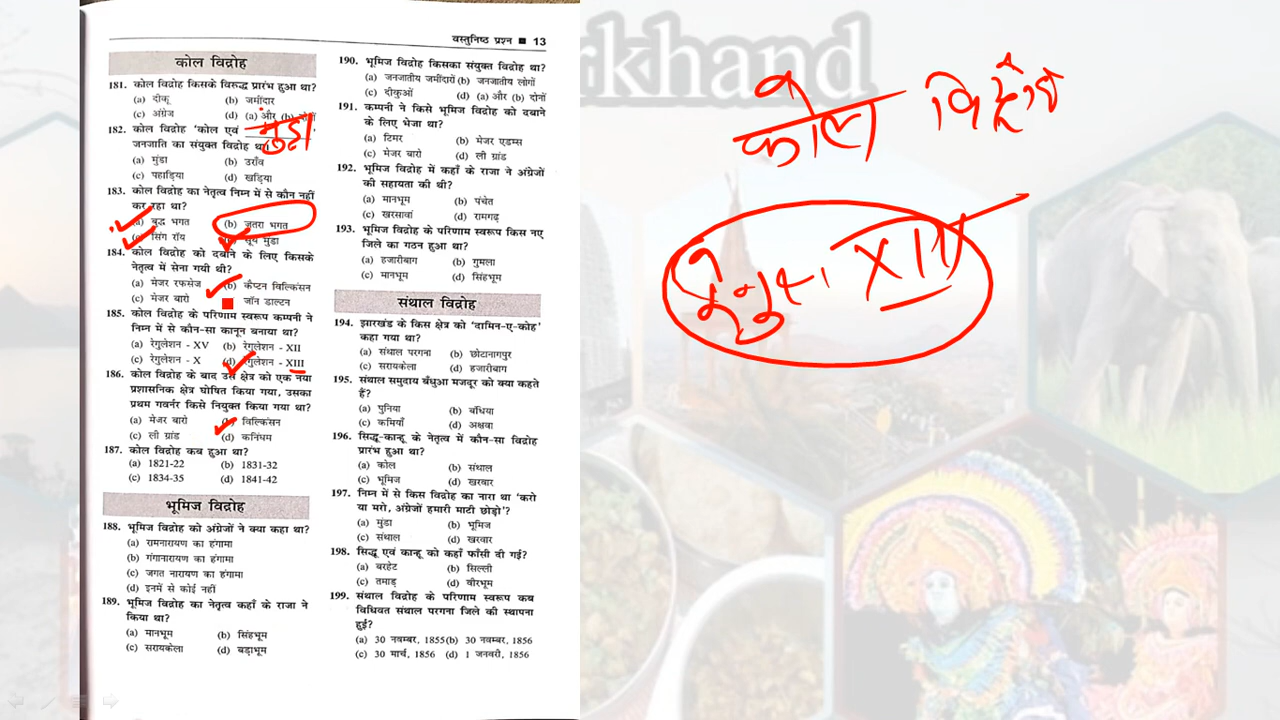 वस्तुनिष्ठ प्रश्न ■ 13
कोल विद्रोह
181. कोल विद्रोह किसके विरुद्ध प्रारंभ हुआ था?
(a) दीकू (b) जमींदार
(c) अंग्रेज (d) (a) और (b) दोनों
182. कोल विद्रोह 'कोल एवं मुंडा'
जनजाति का संयुक्त विद्रोह था।
(a) मुंडा (b) उराँव
(c) पहाड़िया (d) खड़िया
183. कोल विद्रोह का नेतृत्व निम्न में से कौन नहीं
कर रहा था?
(a) बुद्ध भगत (b) जतरा भगत
सिंग रॉय सूर्य मुंडा
184. कोल विद्रोह को दबाने के लिए किसके
नेतृत्व में सेना गयी थी?
(a) मेजर रफसेज (b) कैप्टन विल्किंसन
(c) मेजर बारो जॉन डाल्टन
185. कोल विद्रोह के परिणाम स्वरूप कम्पनी ने
निम्न में से कौन-सा कानून बनाया था?
(a) रेगुलेशन - XV (b) रेगुलेशन - XII
(c) रेगुलेशन - X (d) रेगुलेशन - XIII
186. कोल विद्रोह के बाद उस क्षेत्र को एक नया
प्रशासनिक क्षेत्र घोषित किया गया, उसका
प्रथम गवर्नर किसे नियुक्त किया गया था?
(a) मेजर बारो (b) विल्किंसन
(c) ली ग्रांड (d) कनिंघम
187. कोल विद्रोह कब हुआ था?
(a) 1821-22 (b) 1831-32
(c) 1834-35 (d) 1841-42
भूमिज विद्रोह
188. भूमिज विद्रोह को अंग्रेजों ने क्या कहा था?
(a) रामनारायण का हंगामा
(b) गंगानारायण का हंगामा
(c) जगत नारायण का हंगामा
(d) इनमें से कोई नहीं
189. भूमिज विद्रोह का नेतृत्व कहाँ के राजा ने
किया था?
(a) मानभूम (b) सिंहभूम
(c) सरायकेला (d) बड़ाभूम
190. भूमिज विद्रोह किसका संयुक्त विद्रोह था?
(a) जनजातीय जमींदारों (b) जनजातीय लोगों
(c) दीकुओं (d) (a) और (b) दोनों
191. कम्पनी ने किसे भूमिज विद्रोह को दबाने
के लिए भेजा था?
(a) टिमर (b) मेजर एडम्स
(c) मेजर बारो (d) ली ग्रांड
192. भूमिज विद्रोह में कहाँ के राजा ने अंग्रेजों
की सहायता की थी?
(a) मानभूम (b) पंचेत
(c) खरसावां (d) रामगढ़
193. भूमिज विद्रोह के परिणाम स्वरूप किस नए
जिले का गठन हुआ था?
(a) हजारीबाग (b) गुमला
(c) मानभूम (d) सिंहभूम
संथाल विद्रोह
194. झारखंड के किस क्षेत्र को 'दामिन-ए-कोह'
कहा गया था?
(a) संथाल परगना (b) छोटानागपुर
(c) सरायकेला (d) हजारीबाग
195. संथाल समुदाय बँधुआ मजदूर को क्या कहते
हैं?
(a) पुनिया (b) बंधिया
(c) कमियाँ (d) अक्षवा
196. सिद्धू-कान्हू के नेतृत्व में कौन-सा विद्रोह
प्रारंभ हुआ था?
(a) कोल (b) संथाल
(c) भूमिज (d) खरवार
197. निम्न में से किस विद्रोह का नारा था 'करो
या मरो, अंग्रेजों हमारी माटी छोड़ो'?
(a) मुंडा (b) भूमिज
(c) संथाल (d) खरवार
198. सिद्धू एवं कान्हू को कहाँ फाँसी दी गई?
(a) बरहेट (b) सिल्ली
(c) तमाड़ (d) वीरभूम
199. संथाल विद्रोह के परिणाम स्वरूप कब
विधिवत संथाल परगना जिले की स्थापना
हुई?
(a) 30 नवम्बर, 1855 (b) 30 नवम्बर, 1856
(c) 30 मार्च, 1856 (d) 1 जनवरी, 1856
rkhand
कोल विद्रोह
XIII